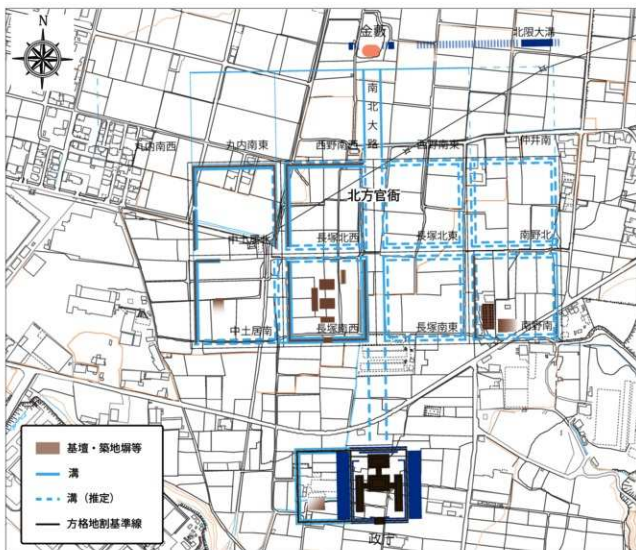 N
金藪
北限大溝
南北大路
丸内南西
丸内南東
西野南西
西野南東
仲井南
北方官衙
中土居北
長塚北西
長塚北東
南野北
中土居南
長塚南西
長塚南東
南野南
基壇・築地塀等
溝
溝（推定）
方格地割基準線
政庁